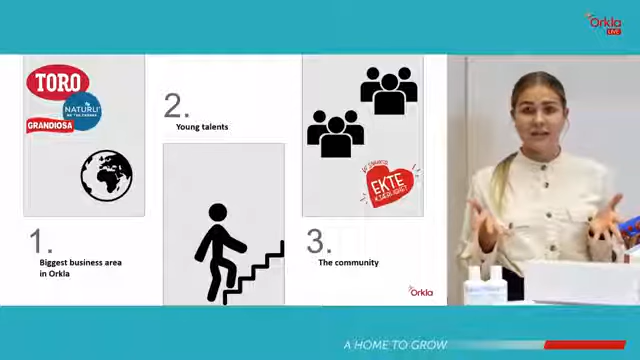 Orkla
LIVE
TORO
NATURLI'
GRANDIOSA
1.
Biggest business area
in Orkla
2.
Young talents
EKTE
KJÆRLIGHET
3.
The community
Orkla
A HOME TO GROW